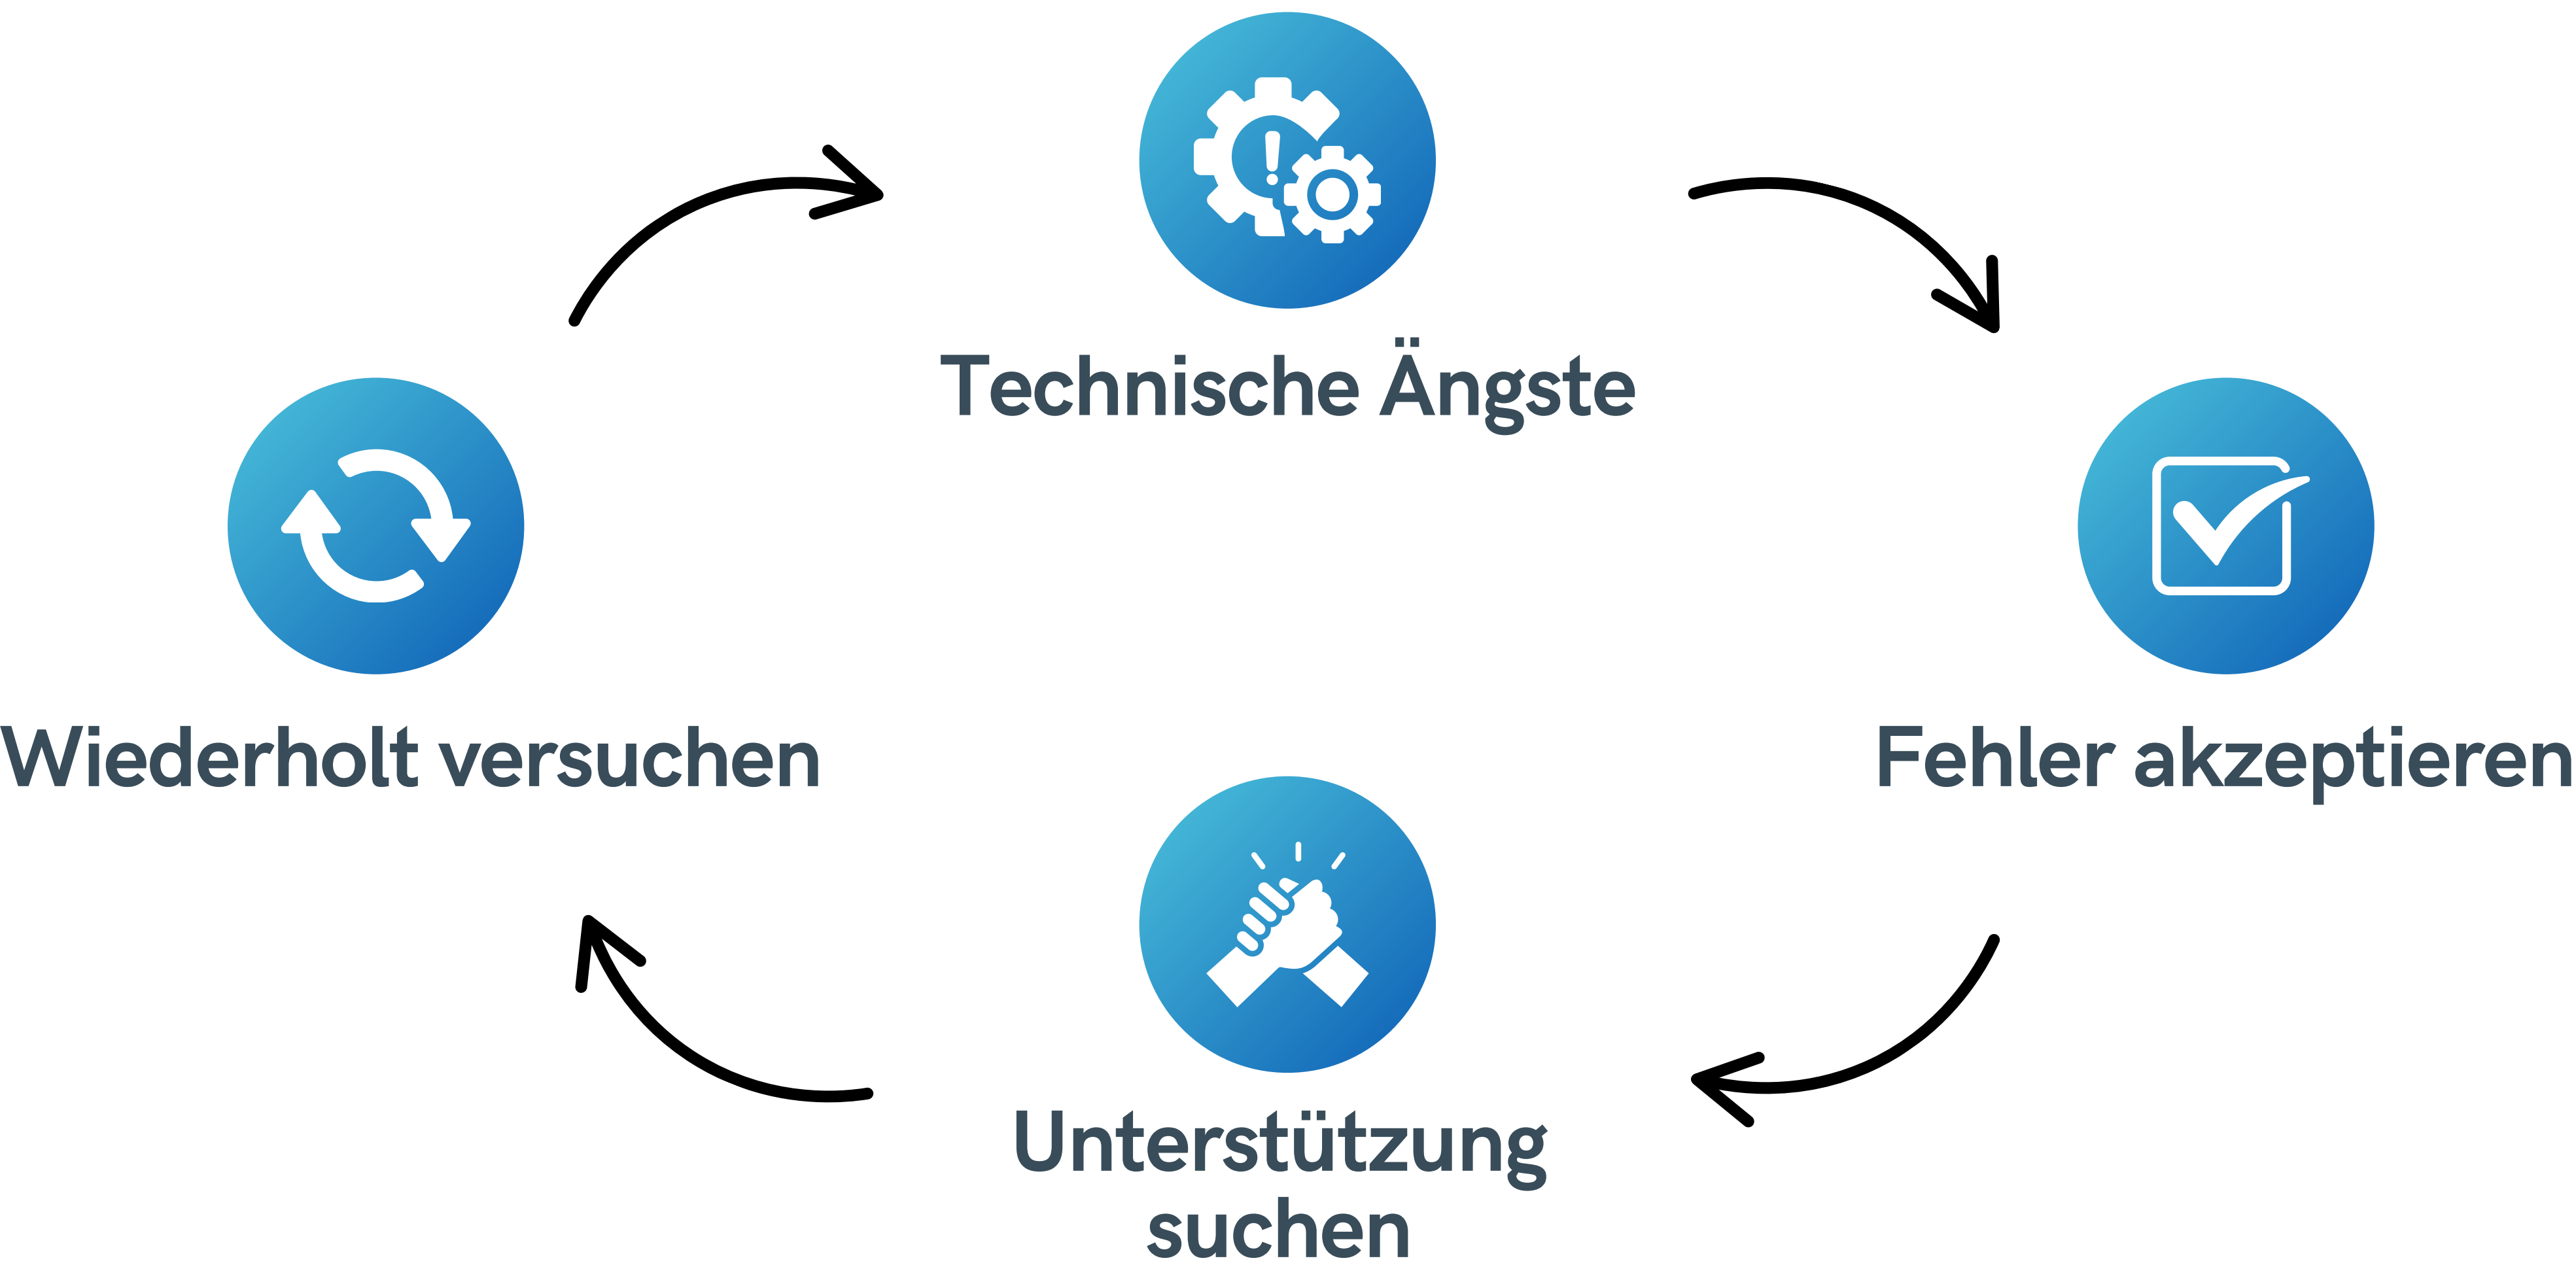 Technische Ängste
Wiederholt versuchen
Fehler akzeptieren
Unterstützung
suchen